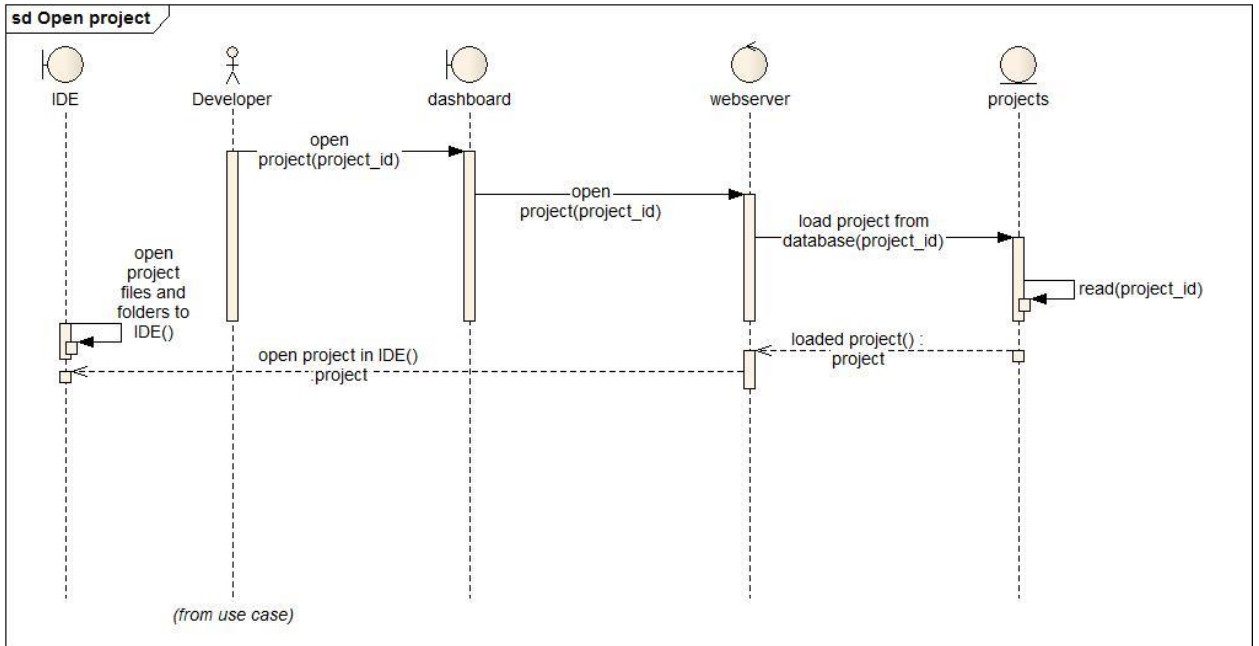 sd Open project
IDE
Developer
dashboard
webserver
projects
open
project(project_id)
open
project(project_id)
load project from
database(project_id)
read(project_id)
open
project
files and
folders to
IDE()
loaded project() :
project
open project in IDE()
:project
(from use case)